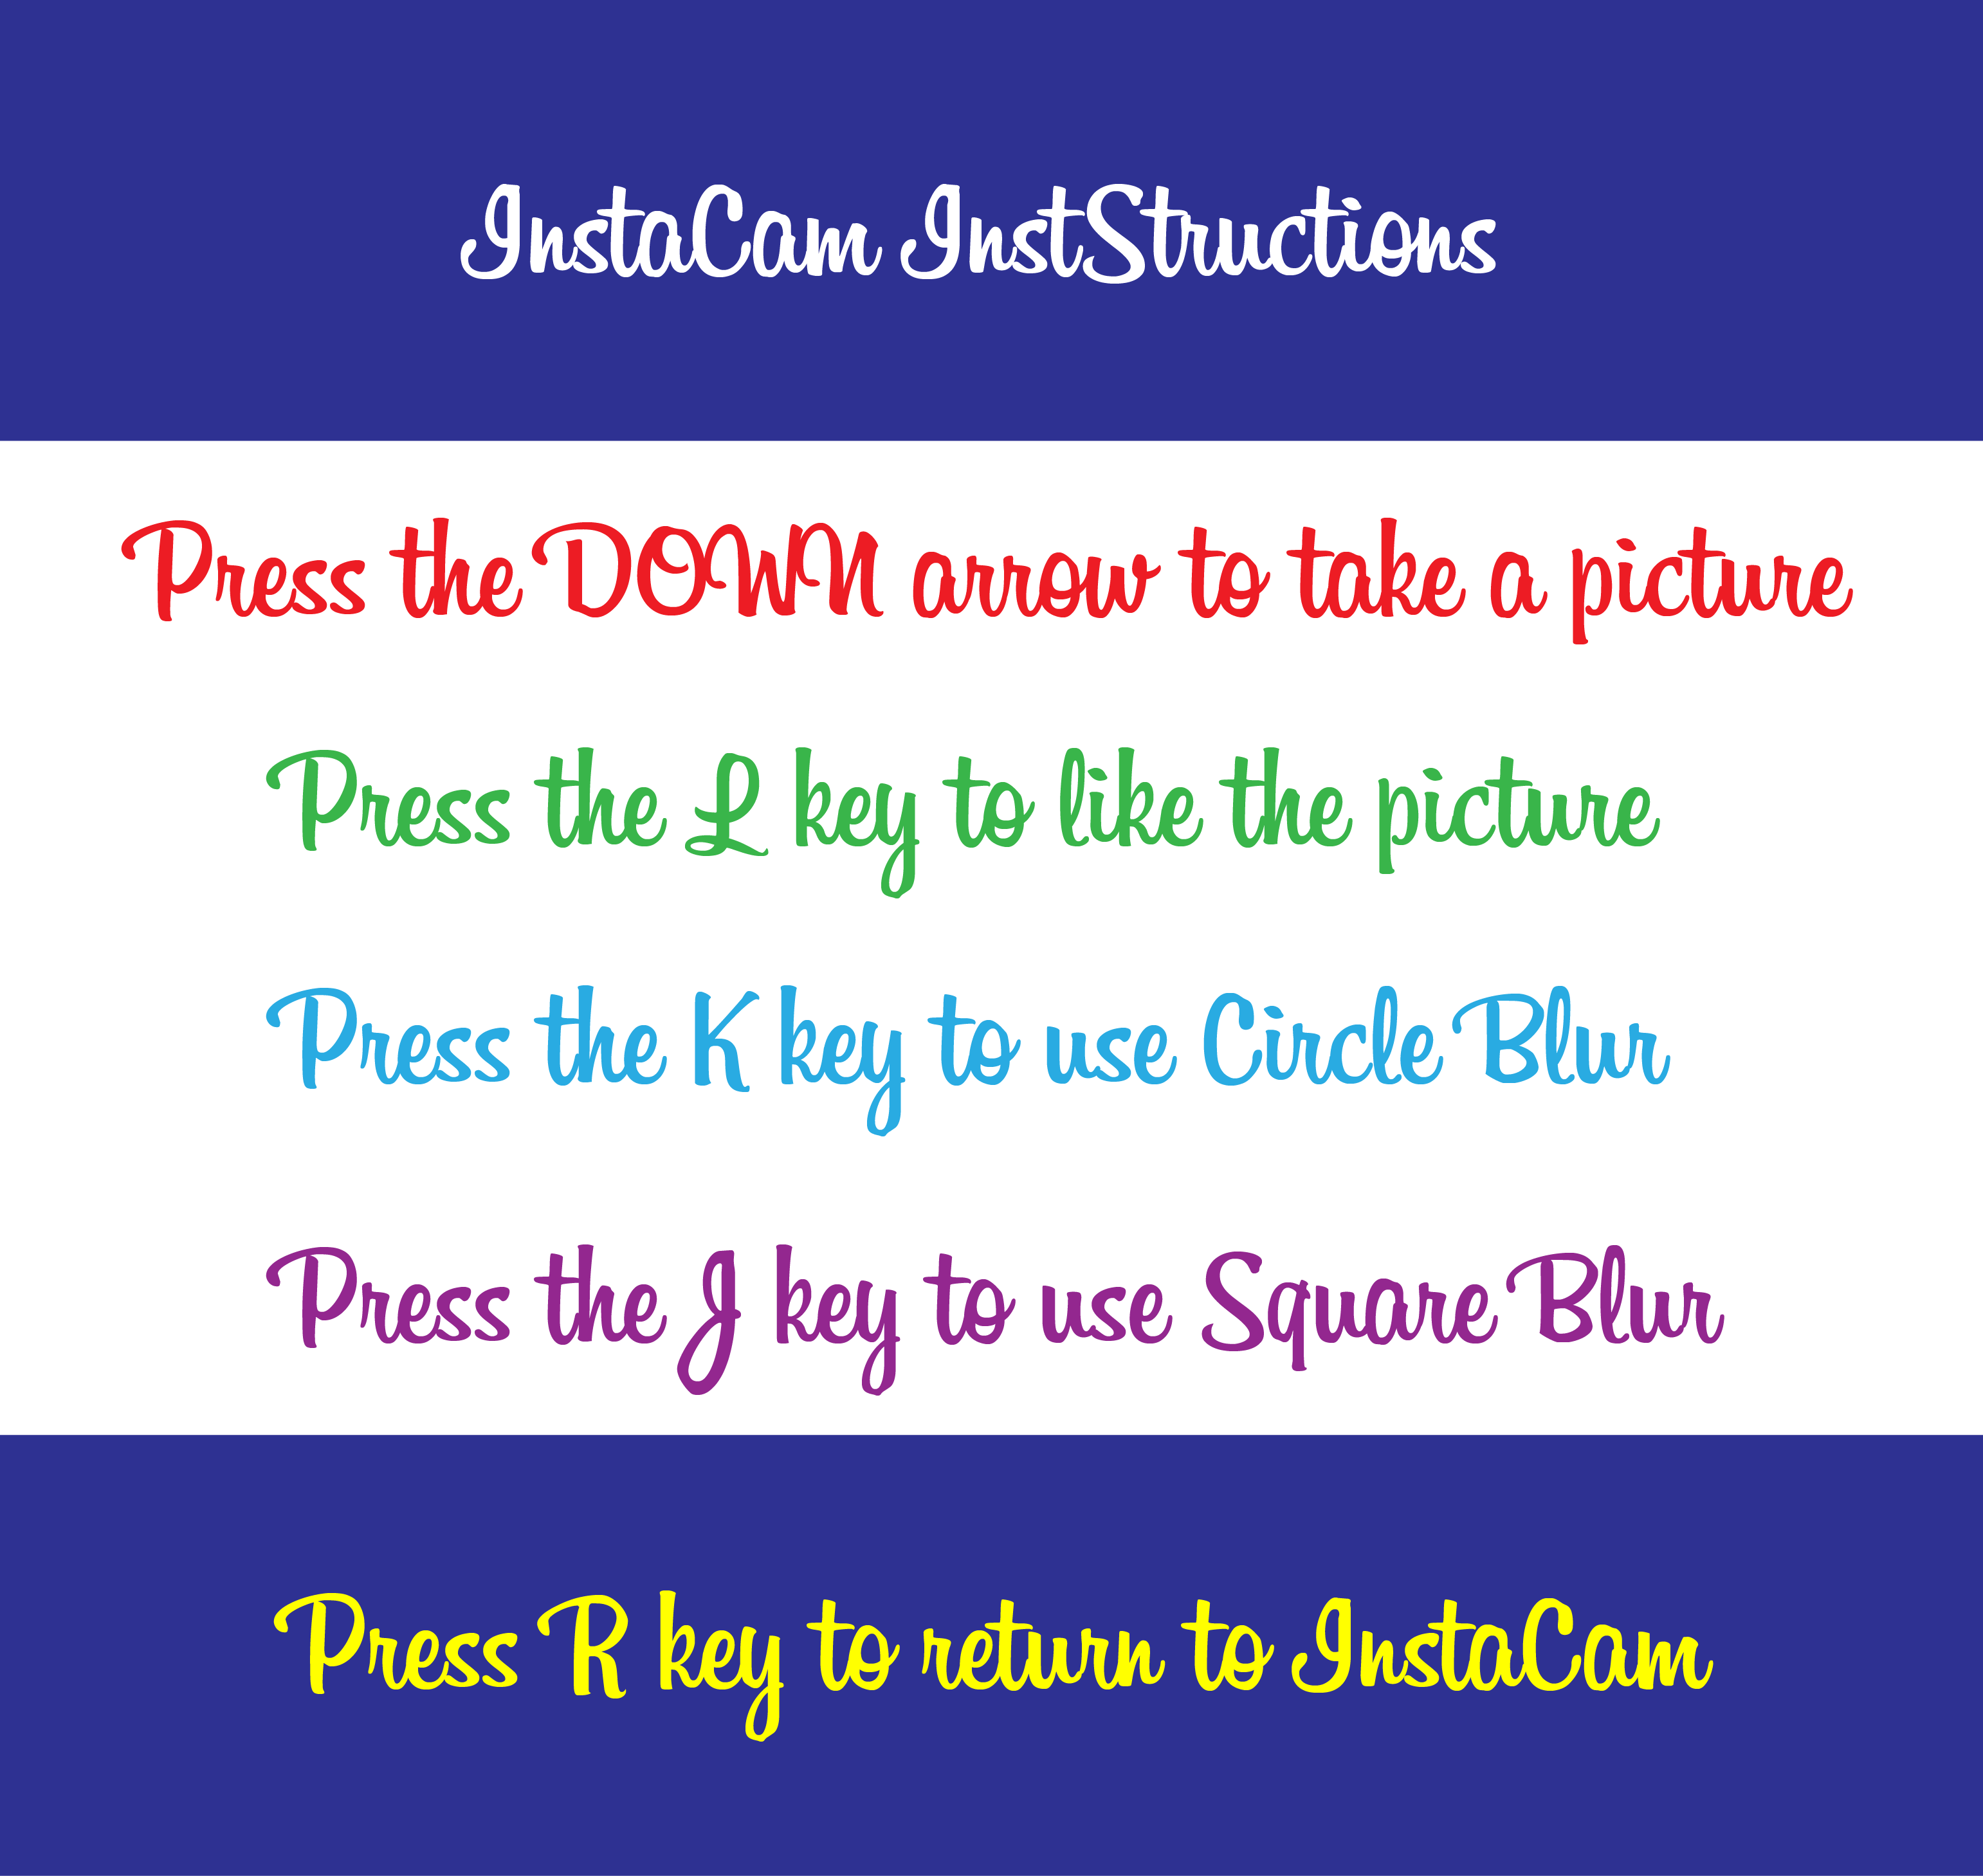 InstaCam InstStructions
Press the DOWN arrow to take a picture
Press the L key to like the picture
Press the K key to use Circle Blur
Press the J key to use Square Blur
Press R key to return to InstaCam